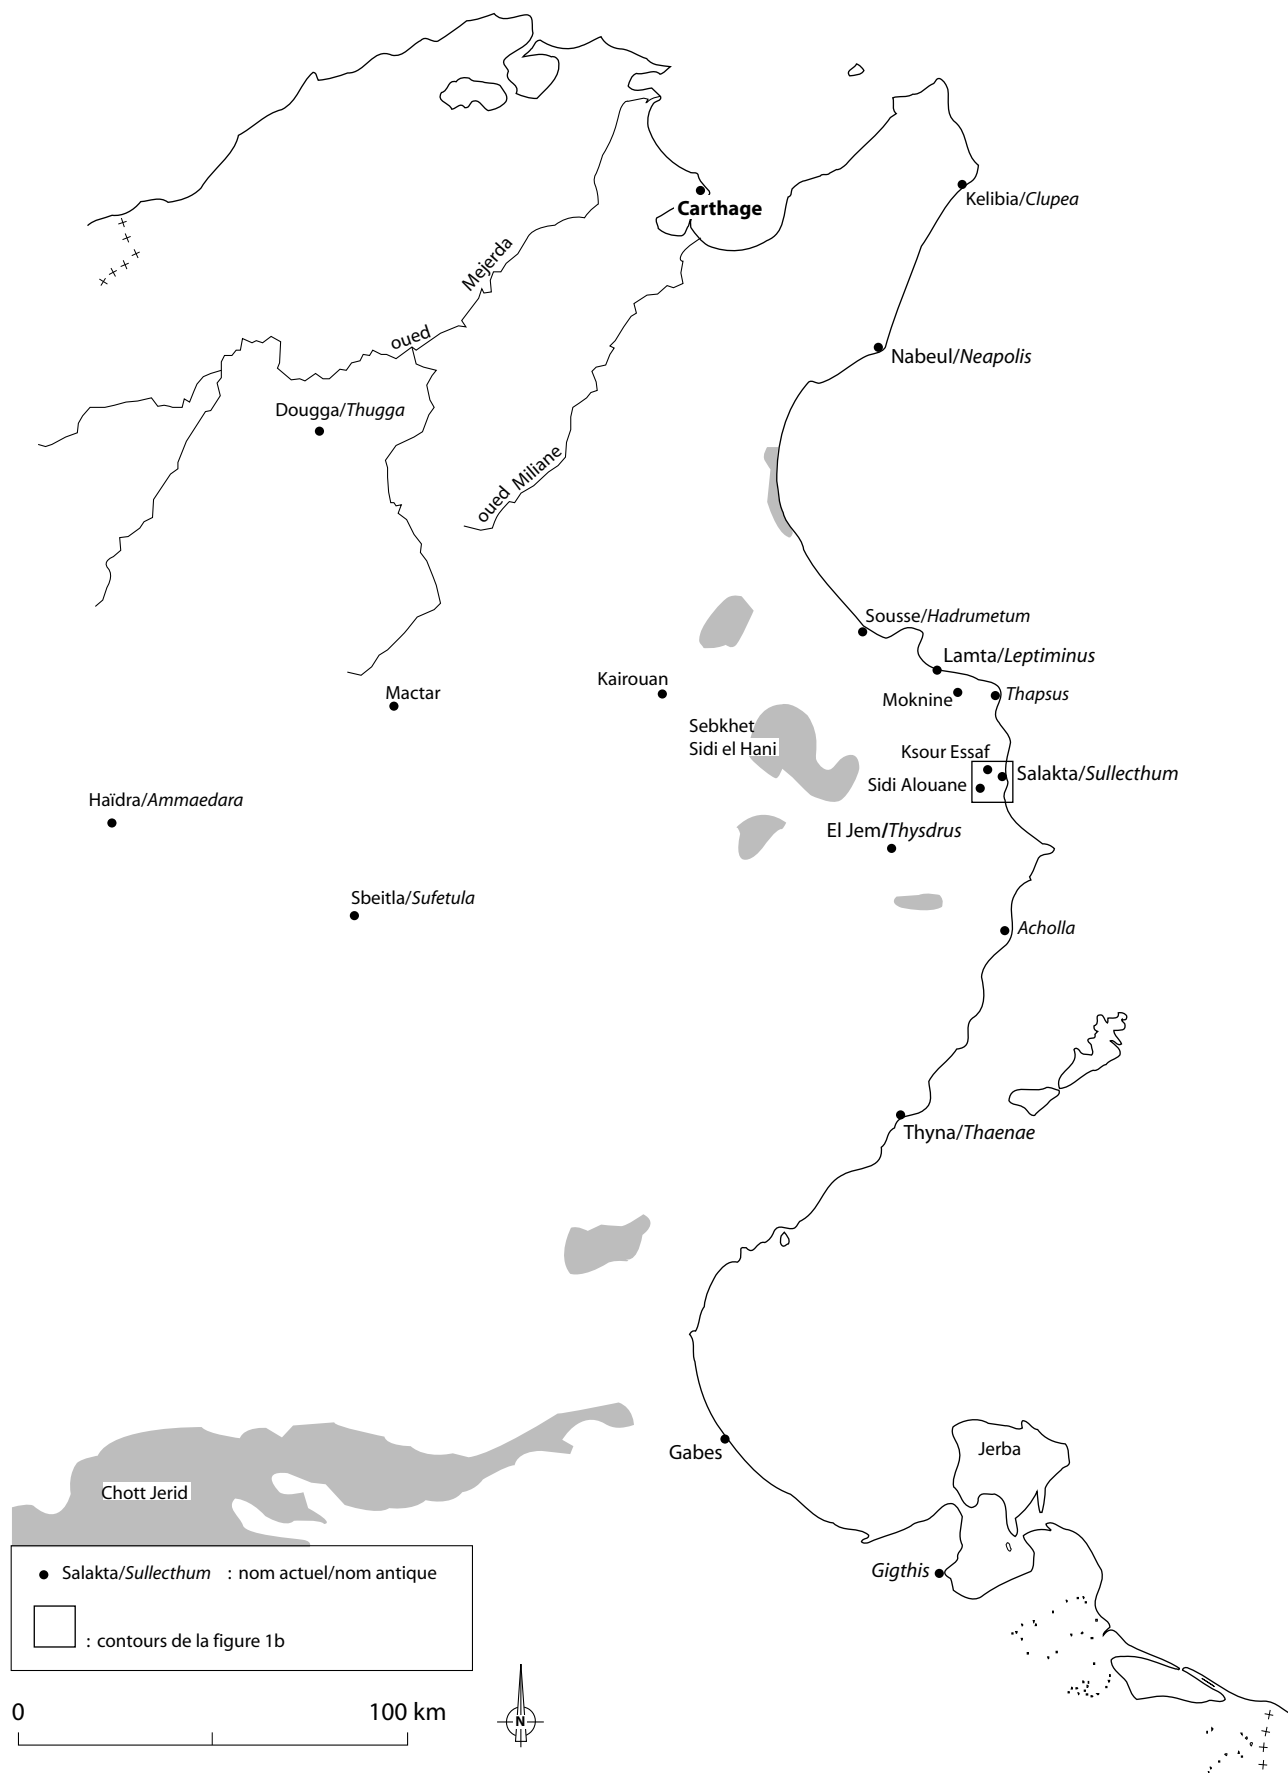 Carthage
Kelibia/Clupea
oued Mejerda
Nabeul/Neapolis
Dougga/Thugga
oued Miliane
Sousse/Hadrumetum
Lamta/Leptiminus
Kairouan
Mactar
Moknine
Thapsus
Sebkhet
Sidi el Hani
Ksour Essaf
Salakta/Sullecthum
Sidi Alouane
Haïdra/Ammaedara
El Jem/Thysdrus
Sbeitla/Sufetula
Acholla
Thyna/Thaenae
Gabes
Jerba
Chott Jerid
Gigthis
Salakta/Sullecthum : nom actuel/nom antique
: contours de la figure 1b
0 100 km
N